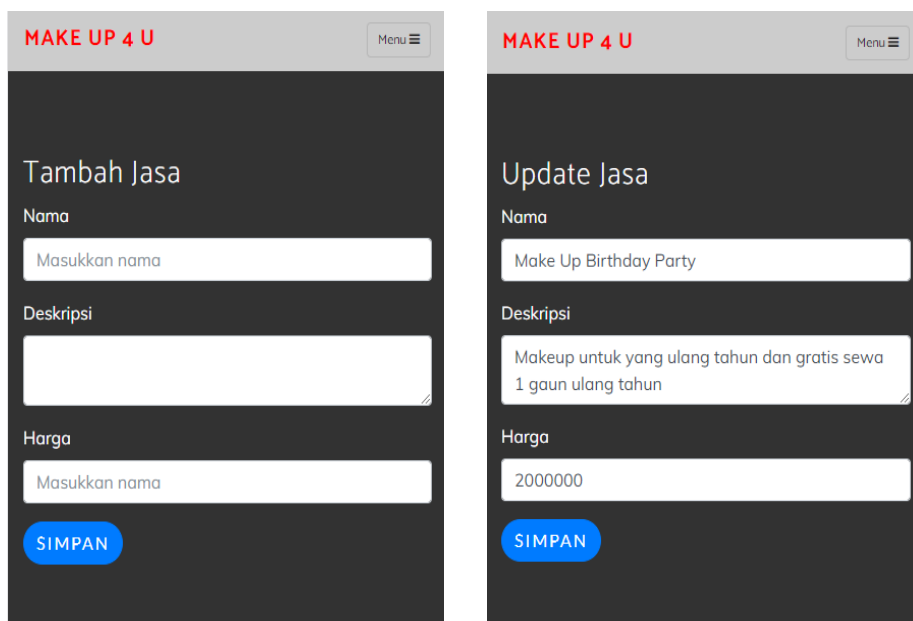 MAKE UP 4 U
Menu
Tambah Jasa
Nama
Masukkan nama
Deskripsi
Harga
Masukkan nama
SIMPAN
MAKE UP 4 U
Menu
Update Jasa
Nama
Make Up Birthday Party
Deskripsi
Makeup untuk yang ulang tahun dan gratis sewa
1 gaun ulang tahun
Harga
2000000
SIMPAN